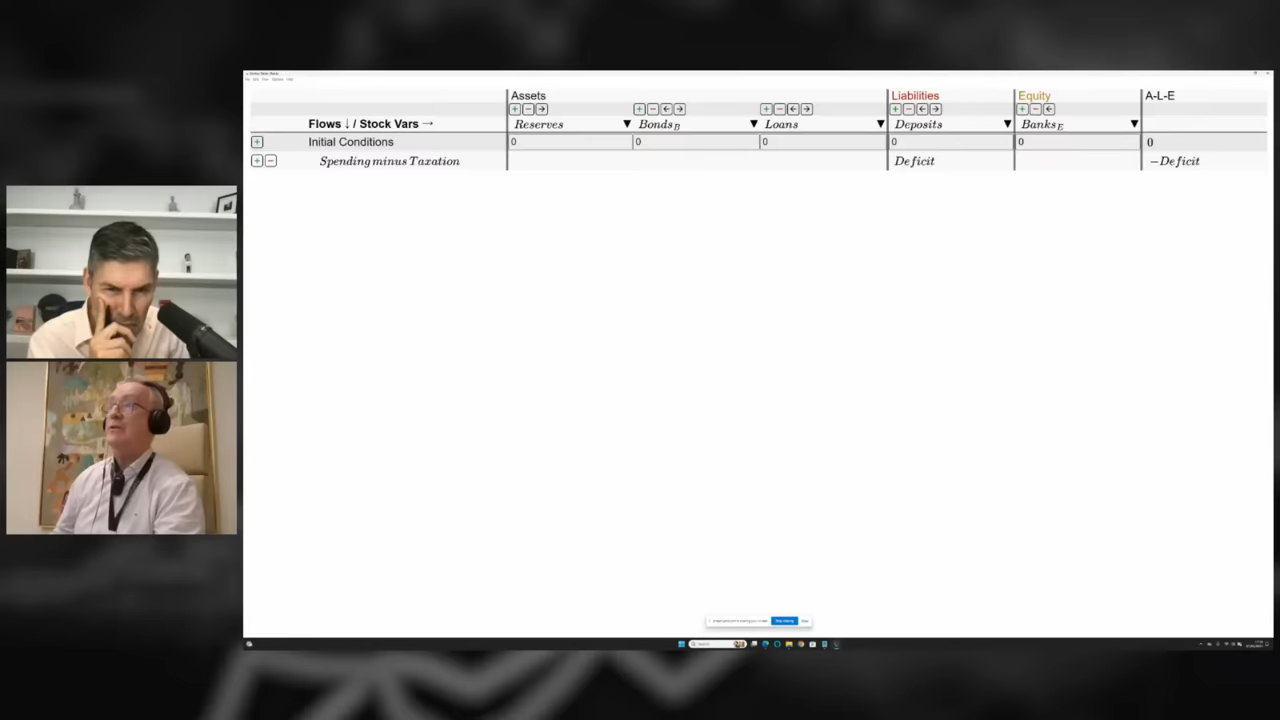 Assets Liabilities Equity A-L-E
+ − → + − ← → + − ← → + − ← → + − ←
Flows ↓ / Stock Vars → Reserves ▼ Bonds_B ▼ Loans ▼ Deposits ▼ Banks_E ▼
+ Initial Conditions 0 0 0 0 0 0
+ − Spending minus Taxation Deficit −Deficit